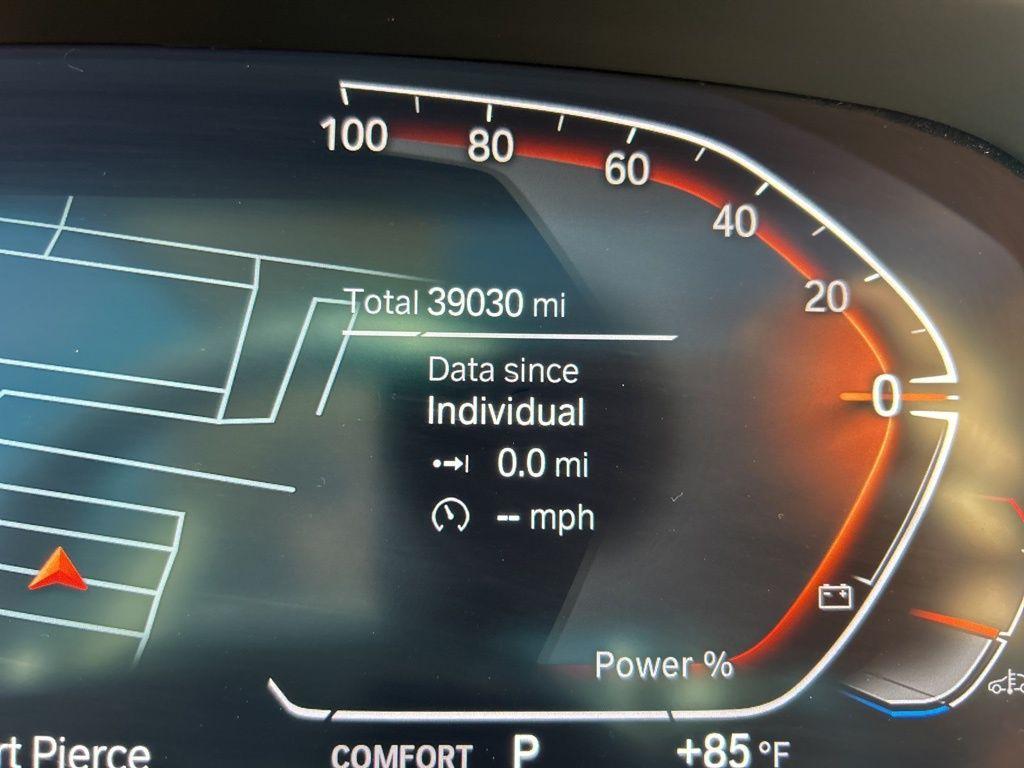 100
80
60
40
20
0
Total 39030 mi
Data since
Individual
0.0 mi
-- mph
Power %
rt Pierce
COMFORT P +85 °F